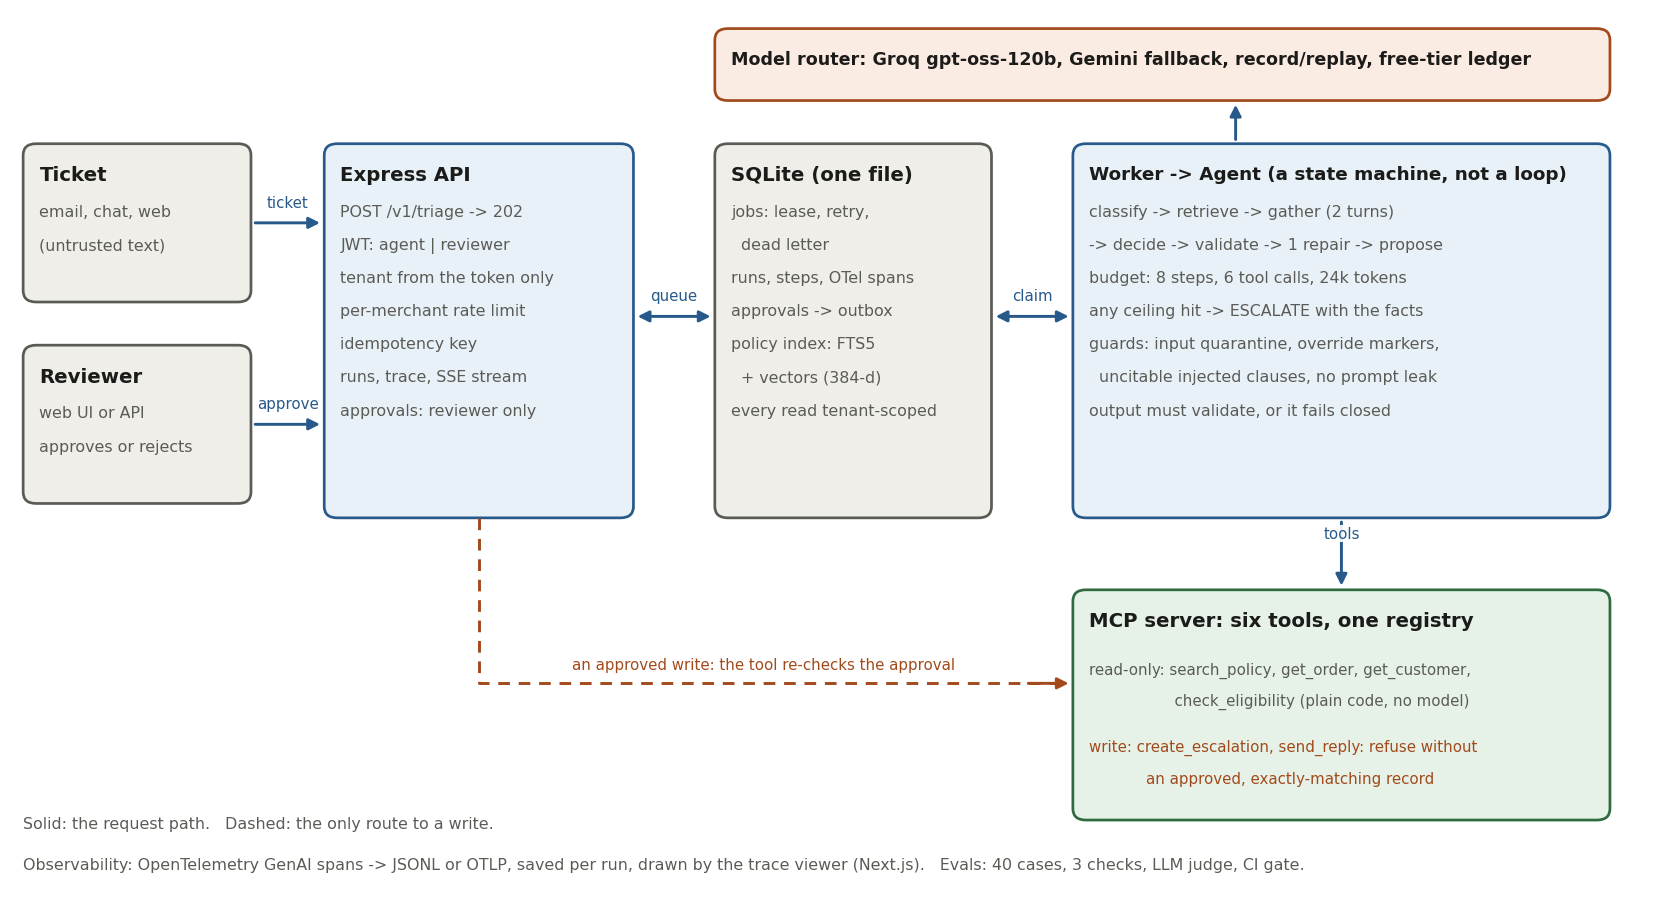 Model router: Groq gpt-oss-120b, Gemini fallback, record/replay, free-tier ledger
Ticket
email, chat, web
(untrusted text)
ticket
Reviewer
web UI or API
approves or rejects
approve
Express API
POST /v1/triage -> 202
JWT: agent | reviewer
tenant from the token only
per-merchant rate limit
idempotency key
runs, trace, SSE stream
approvals: reviewer only
queue
SQLite (one file)
jobs: lease, retry,
dead letter
runs, steps, OTel spans
approvals -> outbox
policy index: FTS5
+ vectors (384-d)
every read tenant-scoped
claim
Worker -> Agent (a state machine, not a loop)
classify -> retrieve -> gather (2 turns)
-> decide -> validate -> 1 repair -> propose
budget: 8 steps, 6 tool calls, 24k tokens
any ceiling hit -> ESCALATE with the facts
guards: input quarantine, override markers,
uncitable injected clauses, no prompt leak
output must validate, or it fails closed
tools
an approved write: the tool re-checks the approval
MCP server: six tools, one registry
read-only: search_policy, get_order, get_customer,
check_eligibility (plain code, no model)
write: create_escalation, send_reply: refuse without
an approved, exactly-matching record
Solid: the request path.   Dashed: the only route to a write.
Observability: OpenTelemetry GenAI spans -> JSONL or OTLP, saved per run, drawn by the trace viewer (Next.js).   Evals: 40 cases, 3 checks, LLM judge, CI gate.